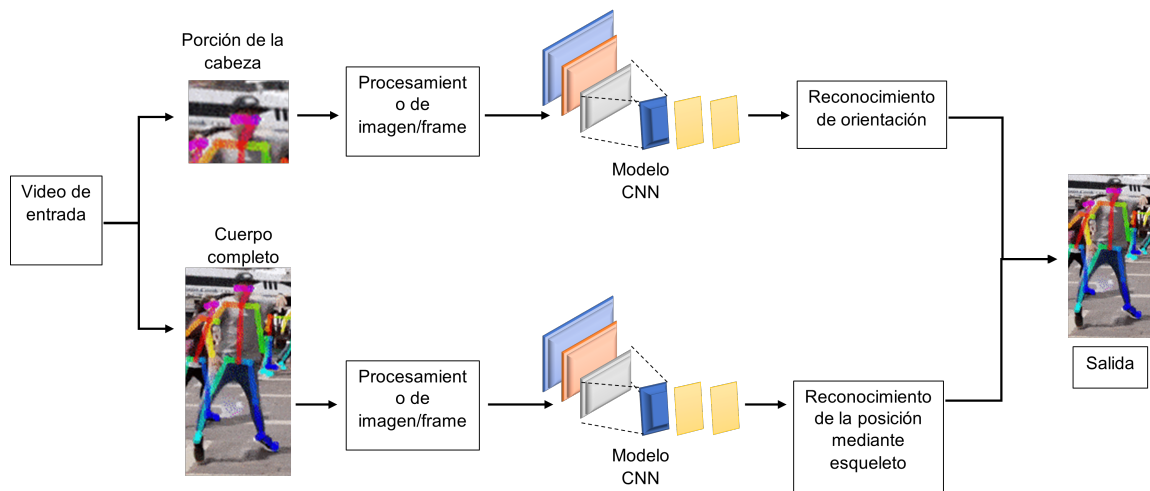 Video de
entrada
Porción de la
cabeza
Procesamient
o de
imagen/frame
Modelo
CNN
Reconocimiento
de orientación
Cuerpo
completo
Procesamient
o de
imagen/frame
Modelo
CNN
Reconocimiento
de la posición
mediante
esqueleto
Salida